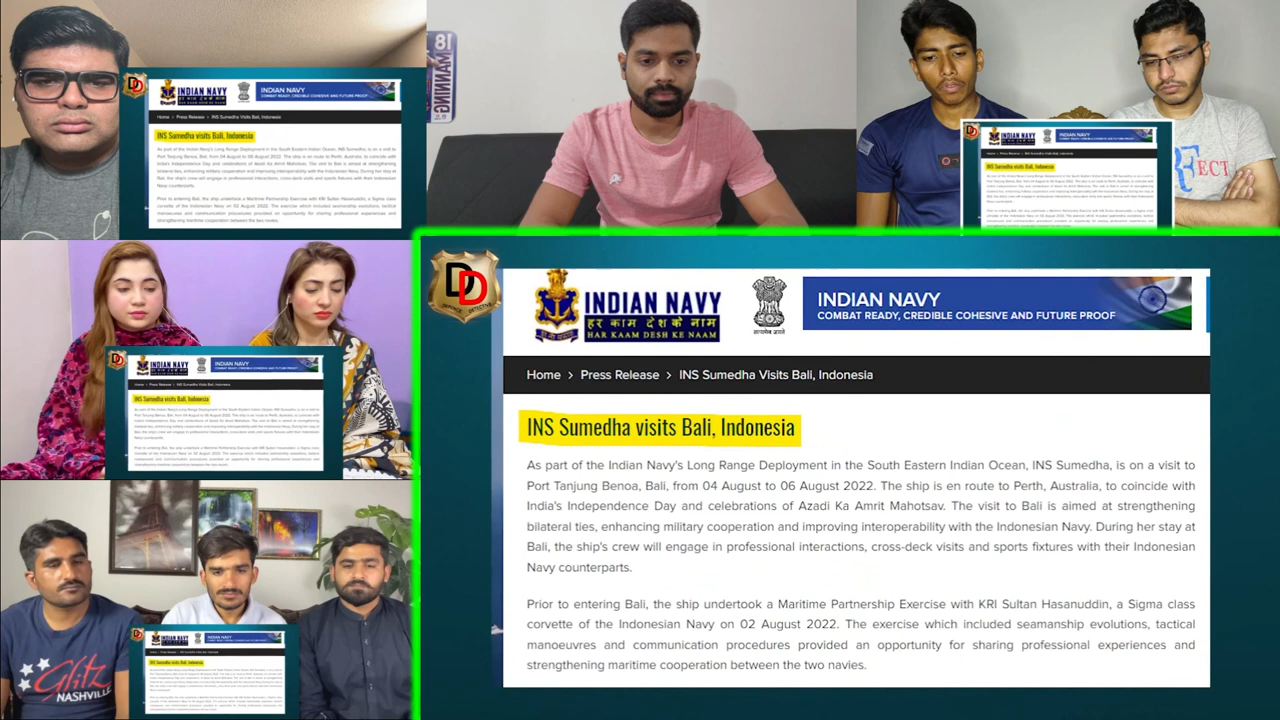 INDIAN NAVY
हर काम देश के नाम
HAR KAAM DESH KE NAAM
सत्यमेव जयते
INDIAN NAVY
COMBAT READY, CREDIBLE COHESIVE AND FUTURE PROOF
Home > Press Release > INS Sumedha Visits Bali, Indonesia
INS Sumedha visits Bali, Indonesia
As part of the Indian Navy's Long Range Deployment in the South Eastern Indian Ocean, INS Sumedha, is on a visit to
Port Tanjung Benoa, Bali, from 04 August to 06 August 2022. The ship is en route to Perth, Australia, to coincide with
India's Independence Day and celebrations of Azadi Ka Amrit Mahotsav. The visit to Bali is aimed at strengthening
bilateral ties, enhancing military cooperation and improving interoperability with the Indonesian Navy. During her stay at
Bali, the ship's crew will engage in professional interactions, cross-deck visits and sports fixtures with their Indonesian
Navy counterparts.
Prior to entering Bali, the ship undertook a Maritime Partnership Exercise with KRI Sultan Hasanuddin, a Sigma class
corvette of the Indonesian Navy on 02 August 2022. The exercise which included seamanship evolutions, tactical
manoeuvres and communication procedures provided an opportunity for sharing professional experiences and
strengthening maritime cooperation between the two navies.
DD
DEFENCE DETECTIVE
18
MANNING
ECT
NASHVILLE